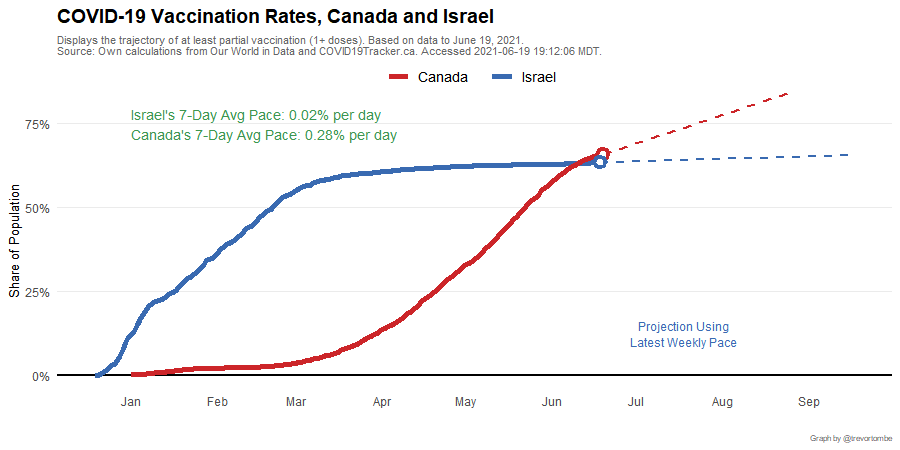 COVID-19 Vaccination Rates, Canada and Israel
Displays the trajectory of at least partial vaccination (1+ doses). Based on data to June 19, 2021.
Source: Own calculations from Our World in Data and COVID19Tracker.ca. Accessed 2021-06-19 19:12:06 MDT.
Canada Israel
Israel's 7-Day Avg Pace: 0.02% per day
Canada's 7-Day Avg Pace: 0.28% per day
75%
50%
25%
0%
Share of Population
Projection Using
Latest Weekly Pace
Jan Feb Mar Apr May Jun Jul Aug Sep
Graph by @trevortombe